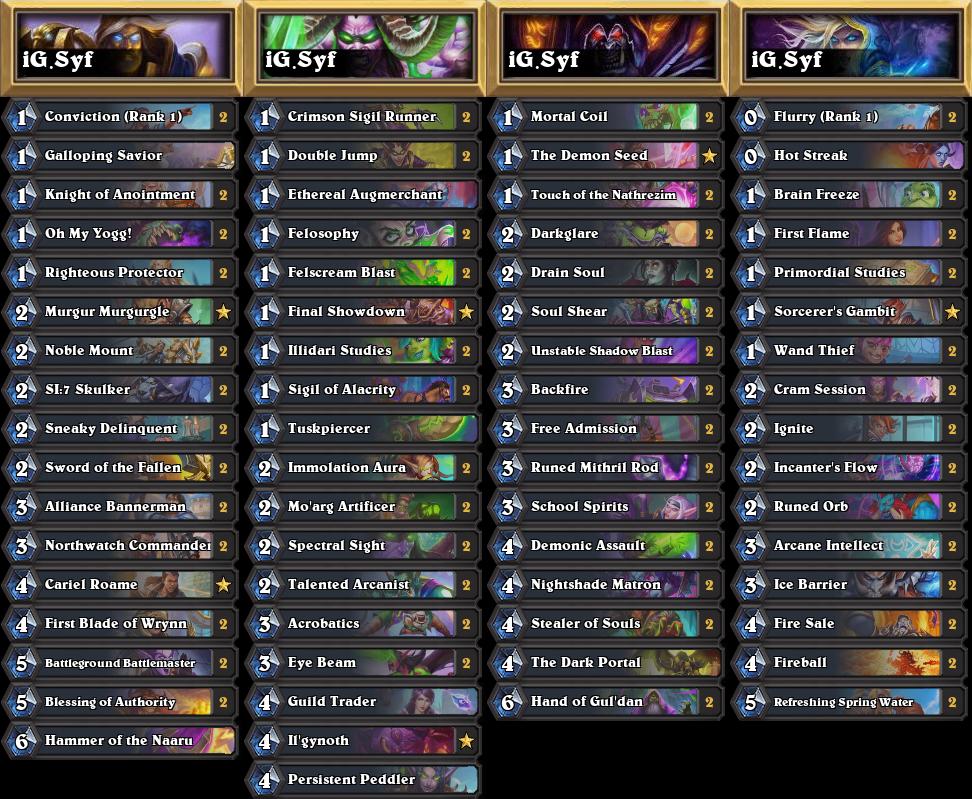 iG.Syf
1 Conviction (Rank 1) 2
1 Galloping Savior
1 Knight of Anointment 2
1 Oh My Yogg! 2
1 Righteous Protector 2
2 Murgur Murgurgle
2 Noble Mount 2
2 SI:7 Skulker 2
2 Sneaky Delinquent 2
2 Sword of the Fallen 2
3 Alliance Bannerman 2
3 Northwatch Commander 2
4 Cariel Roame
4 First Blade of Wrynn 2
5 Battleground Battlemaster 2
5 Blessing of Authority 2
6 Hammer of the Naaru
iG.Syf
1 Crimson Sigil Runner 2
1 Double Jump 2
1 Ethereal Augmerchant
1 Felosophy 2
1 Felscream Blast 2
1 Final Showdown
1 Illidari Studies 2
1 Sigil of Alacrity 2
1 Tuskpiercer
2 Immolation Aura 2
2 Mo'arg Artificer 2
2 Spectral Sight 2
2 Talented Arcanist 2
3 Acrobatics 2
3 Eye Beam 2
4 Guild Trader
4 Il'gynoth
4 Persistent Peddler
iG.Syf
1 Mortal Coil 2
1 The Demon Seed
1 Touch of the Nathrezim 2
2 Darkglare 2
2 Drain Soul 2
2 Soul Shear 2
2 Unstable Shadow Blast 2
3 Backfire 2
3 Free Admission 2
3 Runed Mithril Rod 2
3 School Spirits 2
4 Demonic Assault 2
4 Nightshade Matron 2
4 Stealer of Souls 2
4 The Dark Portal 2
6 Hand of Gul'dan 2
iG.Syf
0 Flurry (Rank 1) 2
0 Hot Streak
1 Brain Freeze 2
1 First Flame 2
1 Primordial Studies 2
1 Sorcerer's Gambit
1 Wand Thief 2
2 Cram Session 2
2 Ignite 2
2 Incanter's Flow 2
2 Runed Orb 2
3 Arcane Intellect 2
3 Ice Barrier 2
4 Fire Sale 2
4 Fireball 2
5 Refreshing Spring Water 2